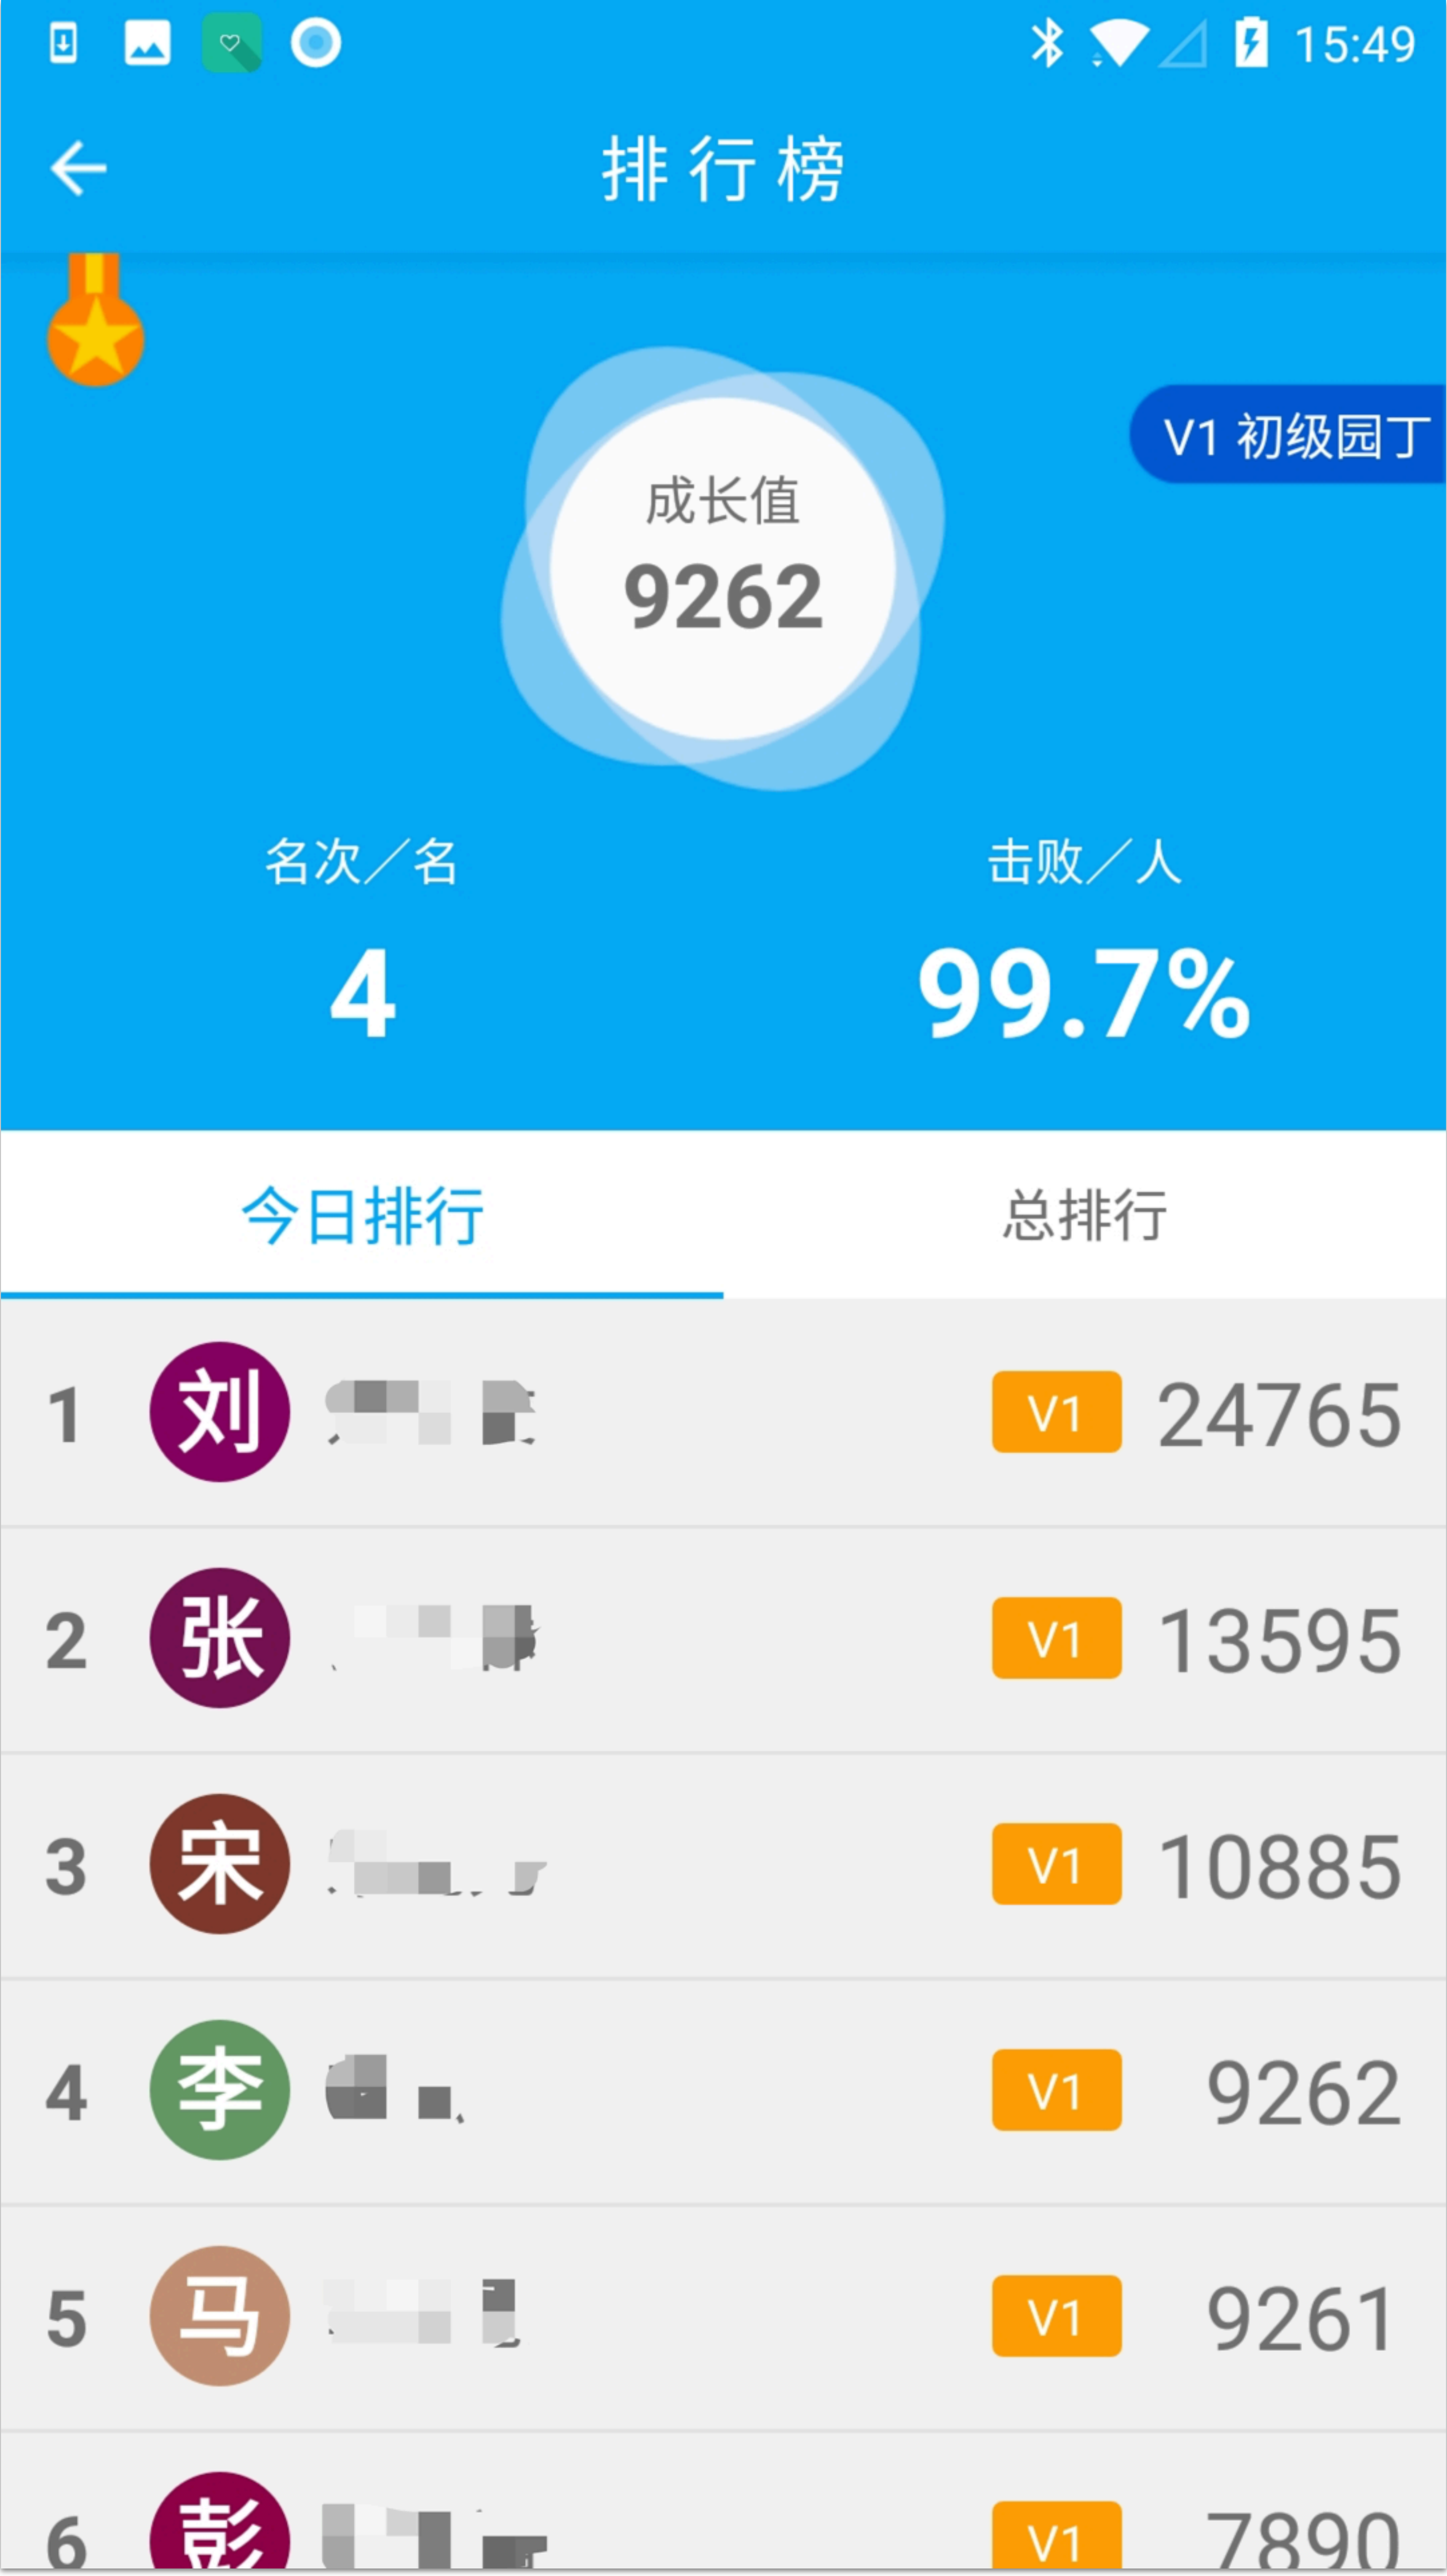 15:49
排行榜
V1 初级园丁
成长值
9262
名次／名
击败／人
4
99.7%
今日排行
总排行
1 刘 V1 24765
2 张 V1 13595
3 宋 V1 10885
4 李 V1 9262
5 马 V1 9261
6 彭 V1 7890